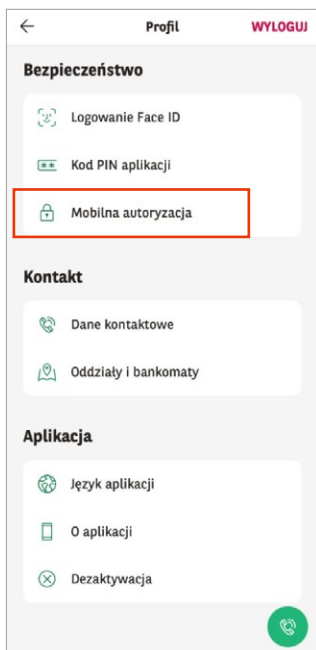 Profil WYLOGUJ
Bezpieczeństwo
Logowanie Face ID
** Kod PIN aplikacji
Mobilna autoryzacja
Kontakt
Dane kontaktowe
Oddziały i bankomaty
Aplikacja
Język aplikacji
O aplikacji
Dezaktywacja